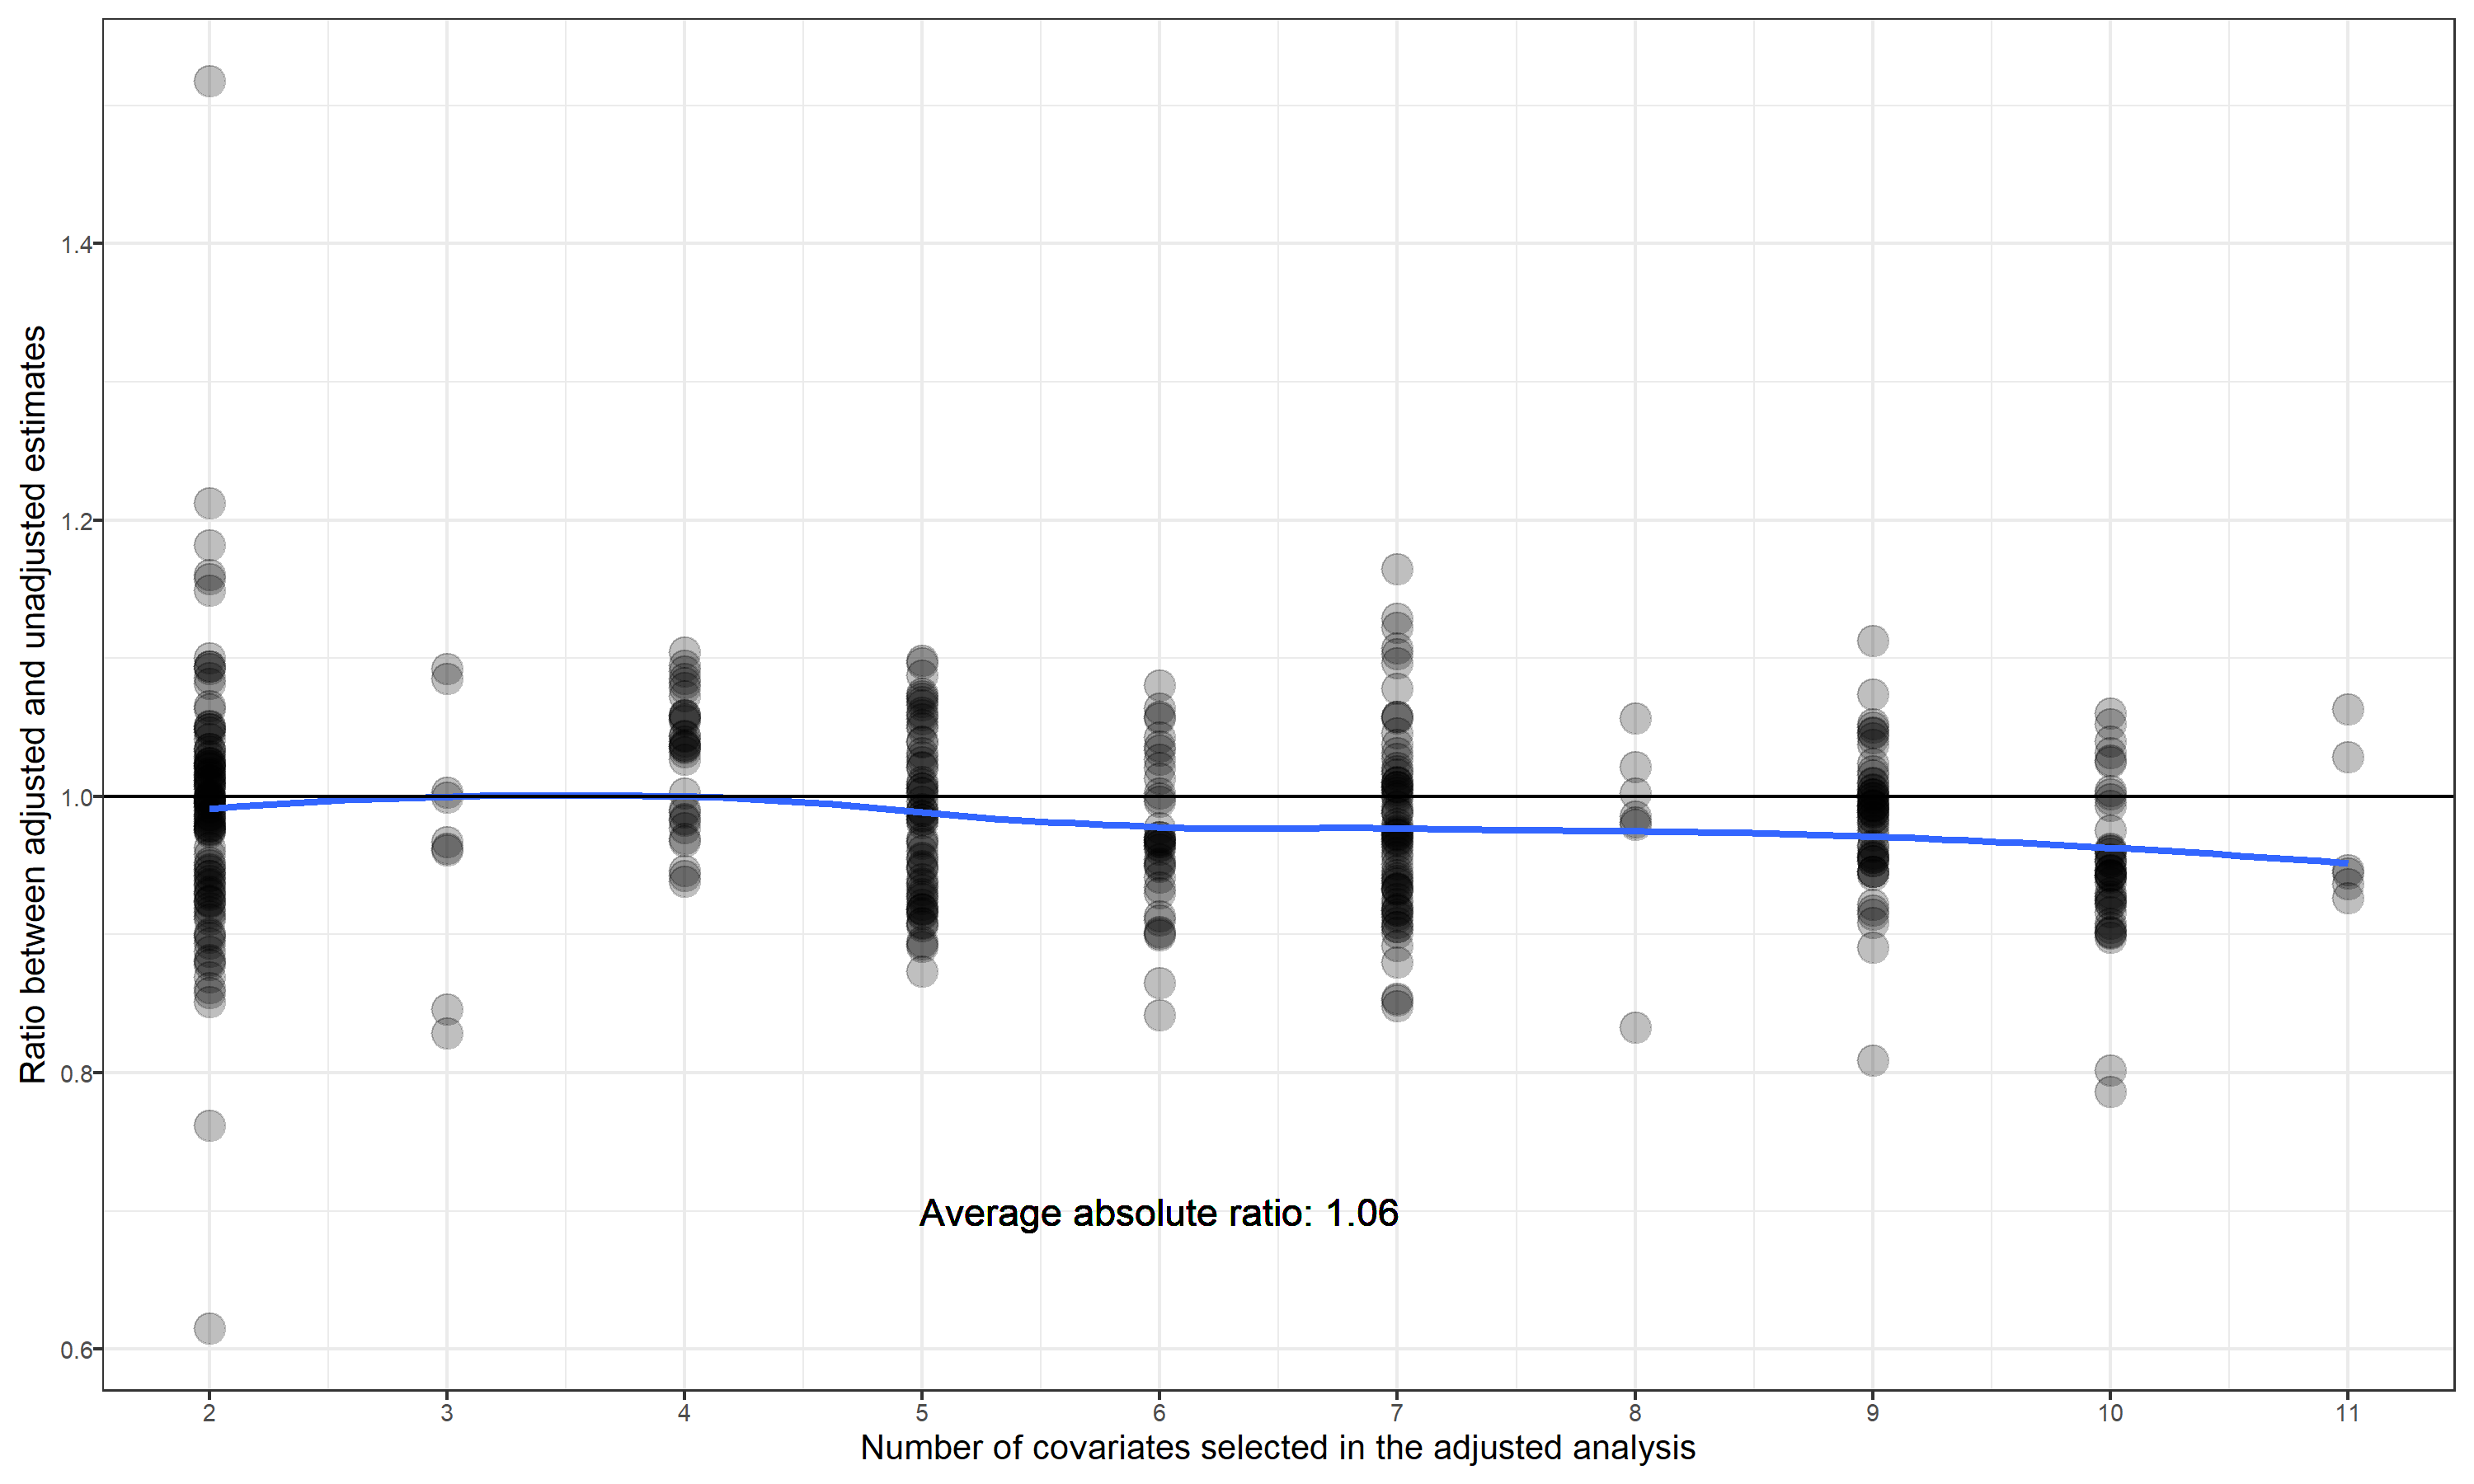 Ratio between adjusted and unadjusted estimates
1.4
1.2
1.0
0.8
0.6
Average absolute ratio: 1.06
2 3 4 5 6 7 8 9 10 11
Number of covariates selected in the adjusted analysis